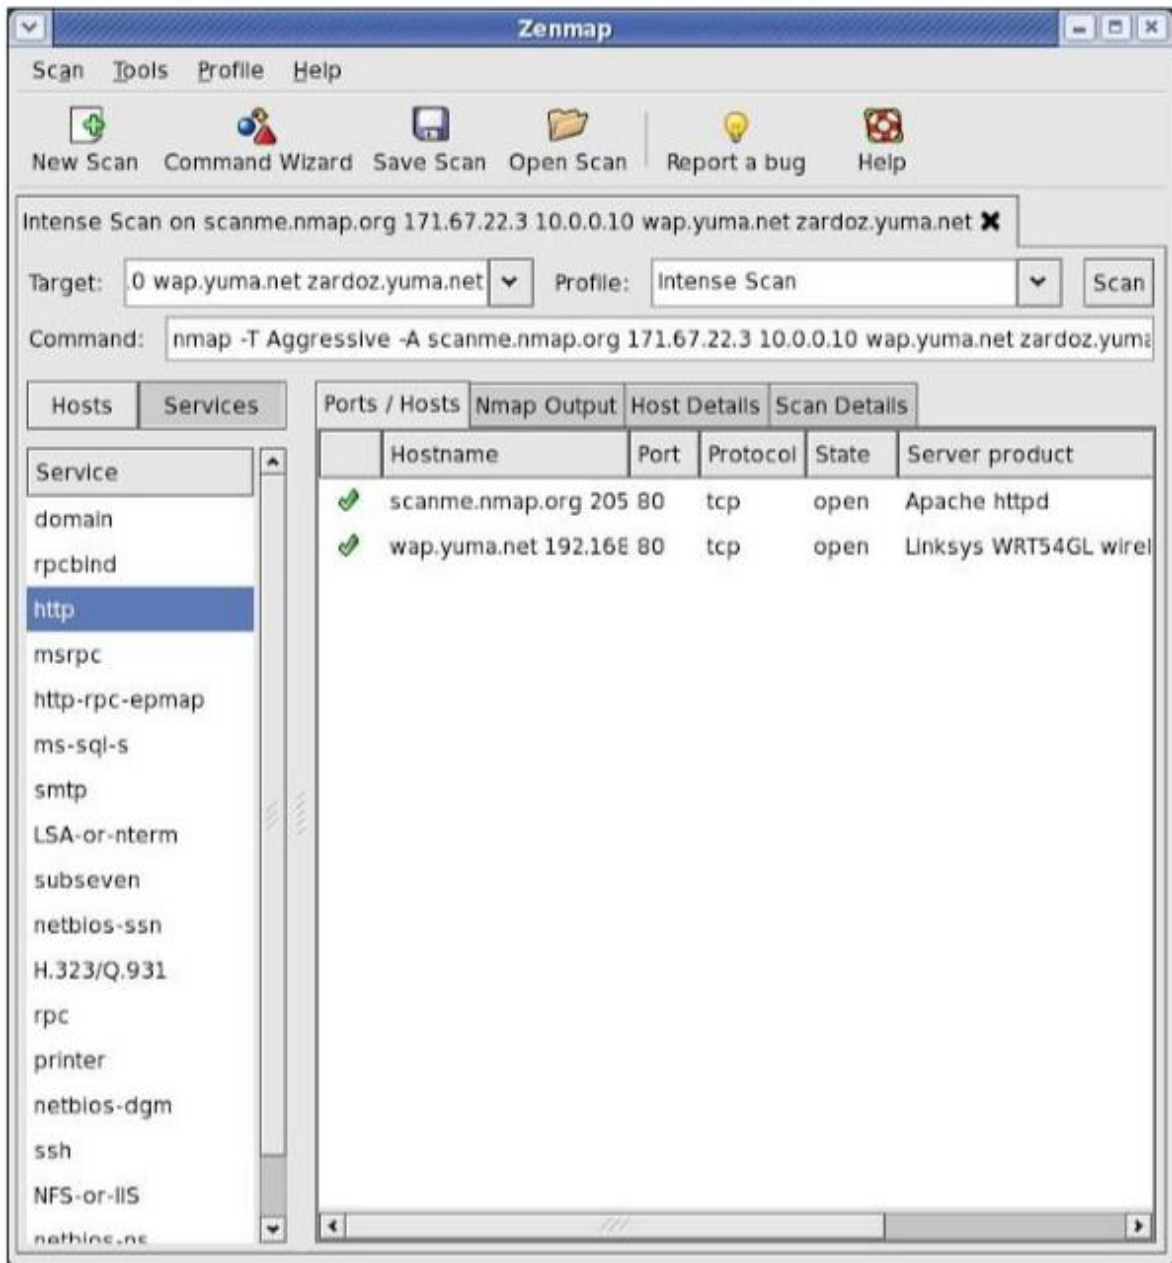 Zenmap
Scan Tools Profile Help
New Scan Command Wizard Save Scan Open Scan Report a bug Help
Intense Scan on scanme.nmap.org 171.67.22.3 10.0.0.10 wap.yuma.net zardoz.yuma.net
Target: .0 wap.yuma.net zardoz.yuma.net Profile: Intense Scan Scan
Command: nmap -T Aggressive -A scanme.nmap.org 171.67.22.3 10.0.0.10 wap.yuma.net zardoz.yuma
Hosts Services
Service
domain
rpcbind
http
msrpc
http-rpc-epmap
ms-sql-s
smtp
LSA-or-nterm
subseven
netbios-ssn
H.323/Q.931
rpc
printer
netbios-dgm
ssh
NFS-or-IIS
netbios-ns
Ports / Hosts Nmap Output Host Details Scan Details
Hostname Port Protocol State Server product
scanme.nmap.org 205 80 tcp open Apache httpd
wap.yuma.net 192.168 80 tcp open Linksys WRT54GL wirel